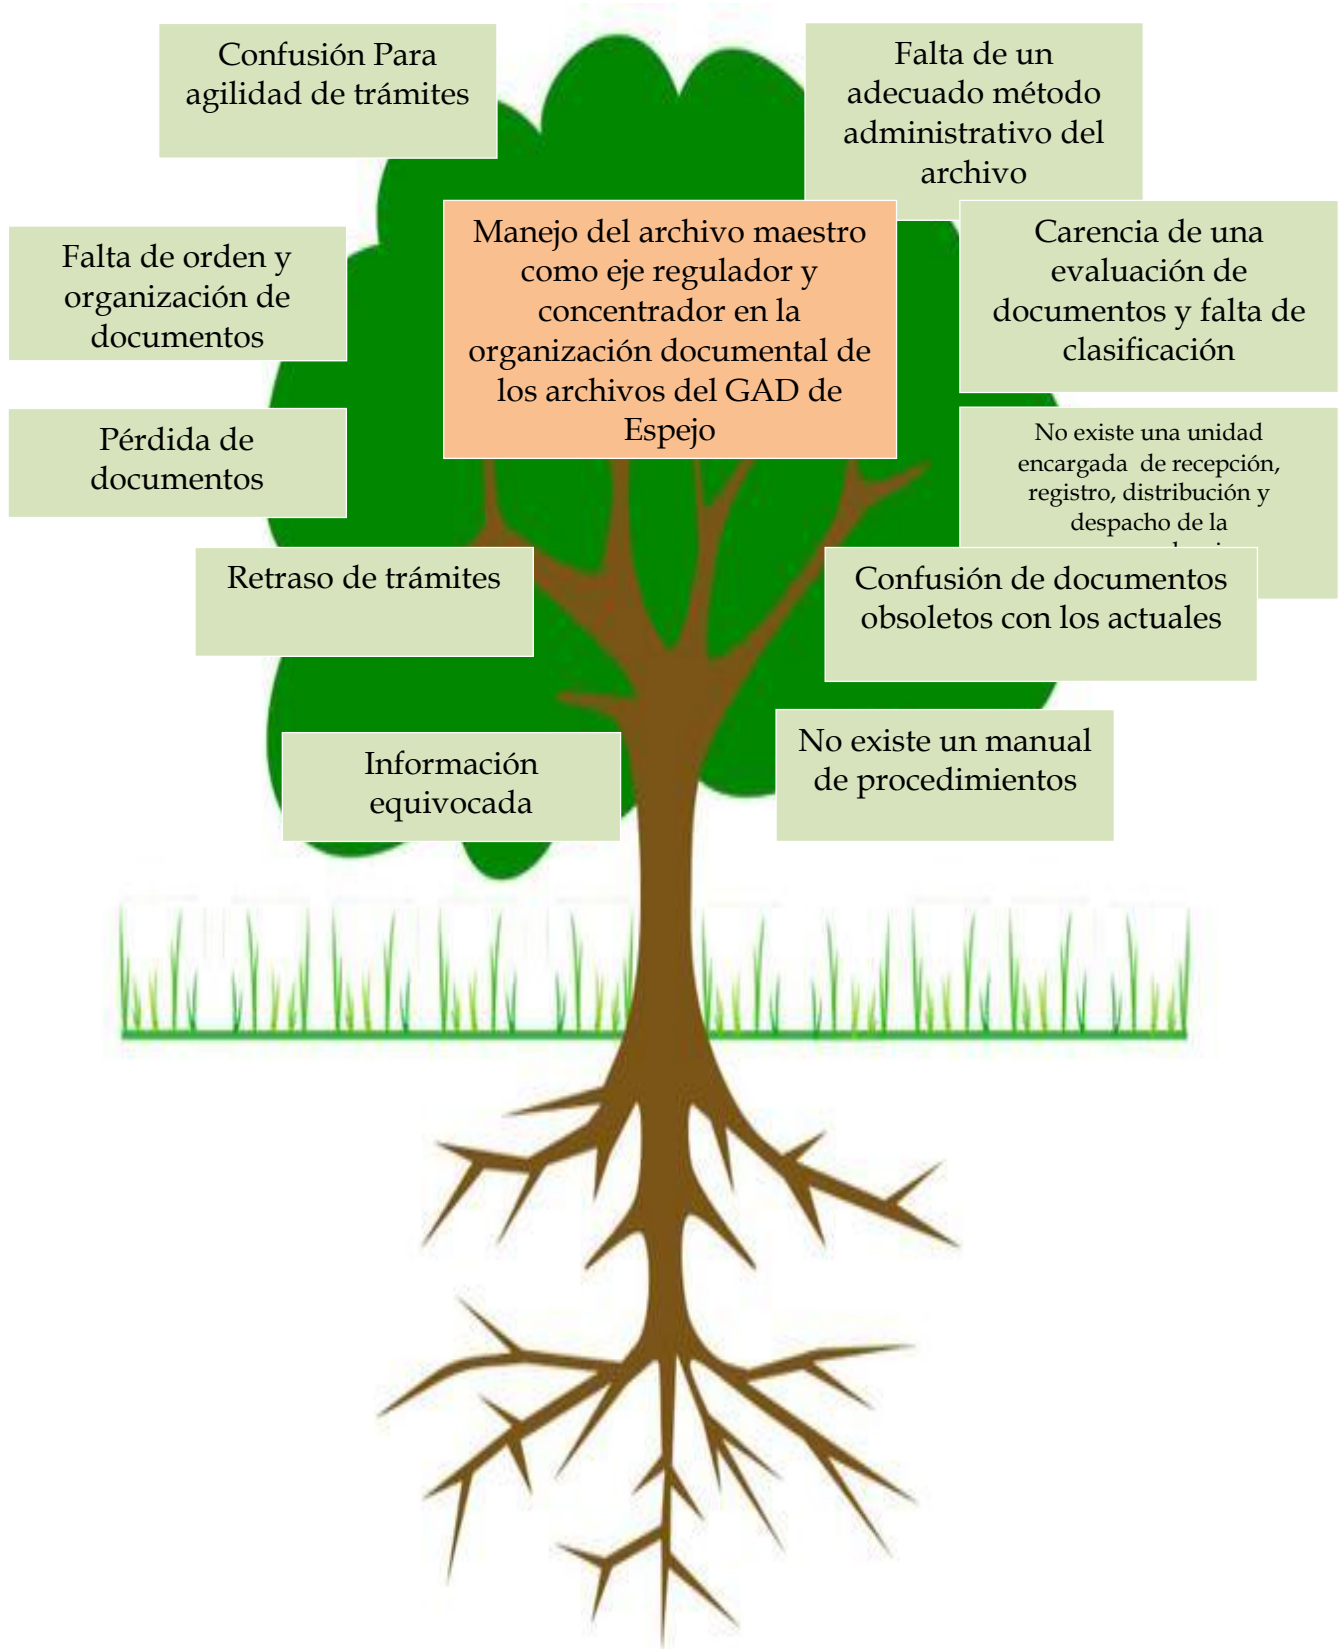 Confusión Para
agilidad de trámites
Falta de un
adecuado método
administrativo del
archivo
Manejo del archivo maestro
como eje regulador y
concentrador en la
organización documental de
los archivos del GAD de
Espejo
Falta de orden y
organización de
documentos
Carencia de una
evaluación de
documentos y falta de
clasificación
Pérdida de
documentos
No existe una unidad
encargada de recepción,
registro, distribución y
despacho de la
Retraso de trámites
Confusión de documentos
obsoletos con los actuales
Información
equivocada
No existe un manual
de procedimientos